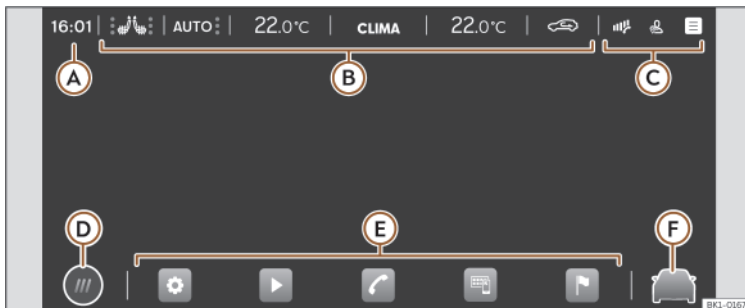 16:01 AUTO 22.0°C CLIMA 22.0°C
A B C
D E F
BK1-0167